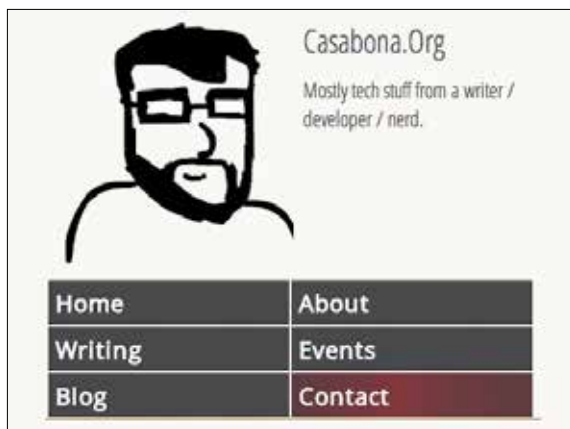 Casabona.Org
Mostly tech stuff from a writer /
developer / nerd.
Home About
Writing Events
Blog Contact